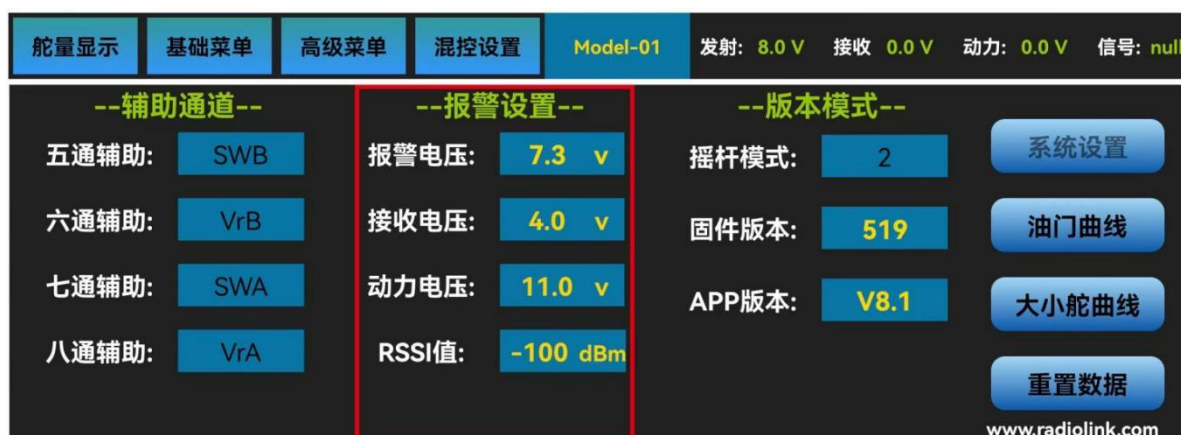 舵量显示 基础菜单 高级菜单 混控设置 Model-01 发射: 8.0 V 接收 0.0 V 动力: 0.0 V 信号: null
--辅助通道-- --报警设置-- --版本模式--
五通辅助: SWB 报警电压: 7.3 v 摇杆模式: 2 系统设置
六通辅助: VrB 接收电压: 4.0 v 固件版本: 519 油门曲线
七通辅助: SWA 动力电压: 11.0 v APP版本: V8.1 大小舵曲线
八通辅助: VrA RSSI值: -100 dBm 重置数据
www.radiolink.com